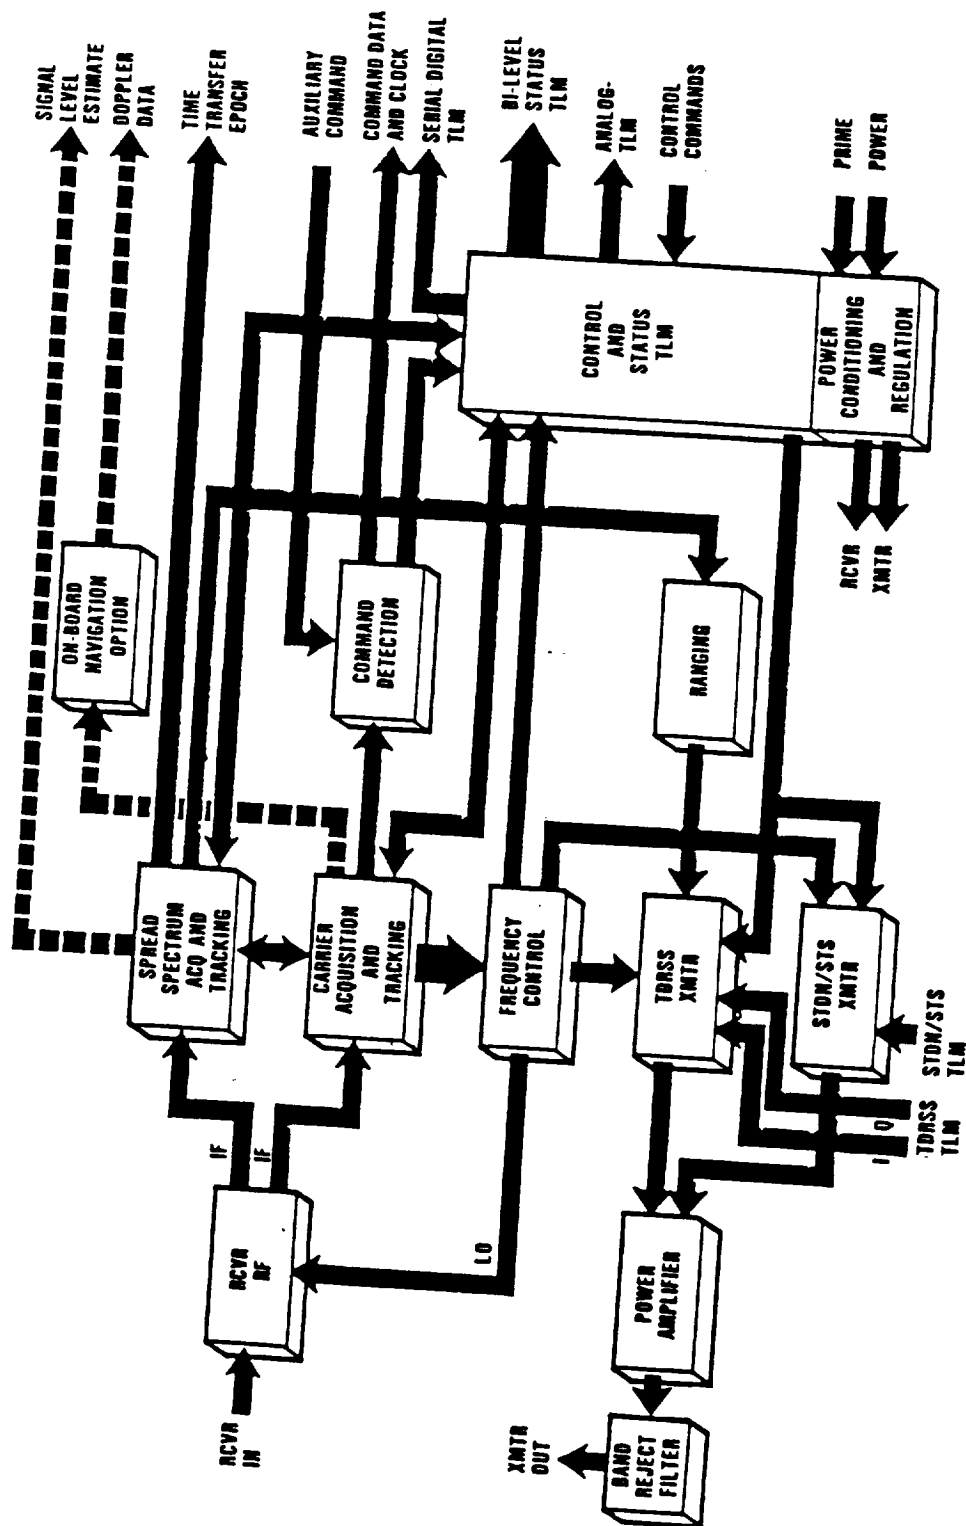 SIGNAL
LEVEL
ESTIMATE
DOPPLER
DATA
TIME
TRANSFER
EPOCH
AUXILIARY
COMMAND
COMMAND DATA
AND CLOCK
SERIAL DIGITAL
TLM
BI-LEVEL
STATUS
TLM
ANALOG-
TLM
CONTROL
COMMANDS
PRIME
POWER
ON-BOARD
NAVIGATION
OPTION
COMMAND
DETECTION
CONTROL
AND
STATUS
TLM
POWER
CONDITIONING
AND
REGULATION
RCVR
XMTR
RANGING
SPREAD
SPECTRUM
ACQ AND
TRACKING
CARRIER
ACQUISITION
AND
TRACKING
FREQUENCY
CONTROL
TDRSS
XMTR
STDN/STS
XMTR
STDN/STS
TLM
I
Q
TDRSS
TLM
IF
IF
LO
RCVR
RF
RCVR
IN
POWER
AMPLIFIER
XMTR
OUT
BAND
REJECT
FILTER